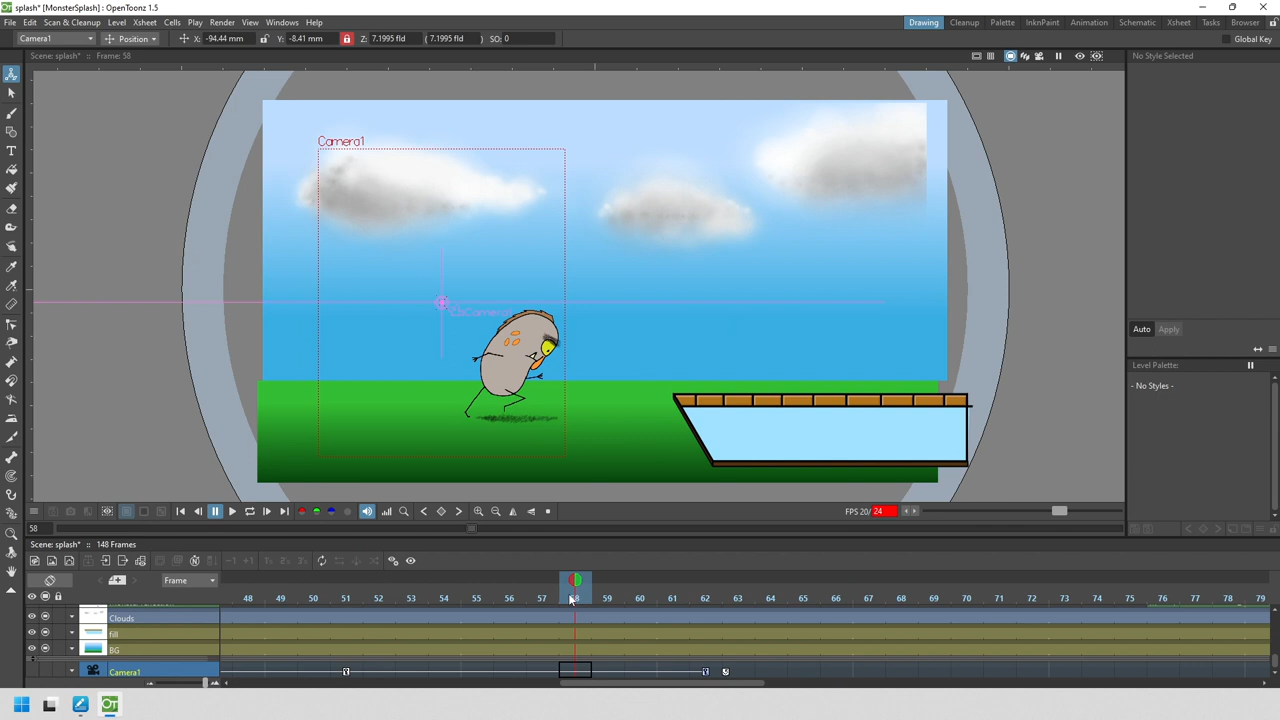 splash* [MonsterSplash] : OpenToonz 1.5
File Edit Scan & Cleanup Level Xsheet Cells Play Render View Windows Help
Drawing Cleanup Palette InknPaint Animation Schematic Xsheet Tasks Browser
Camera1 Position X: -94.44 mm Y: -8.41 mm Z: 7.1995 fld ( 7.1995 fld ) SO: 0 Global Key
Scene: splash* :: Frame: 58
No Style Selected
Camera1
Auto Apply
Level Palette:
- No Styles -
FPS 20/ 24
58
Scene: splash* :: 148 Frames
Frame
48 49 50 51 52 53 54 55 56 57 58 59 60 61 62 63 64 65 66 67 68 69 70 71 72 73 74 75 76 77 78 79
Clouds
fill
BG
Camera1